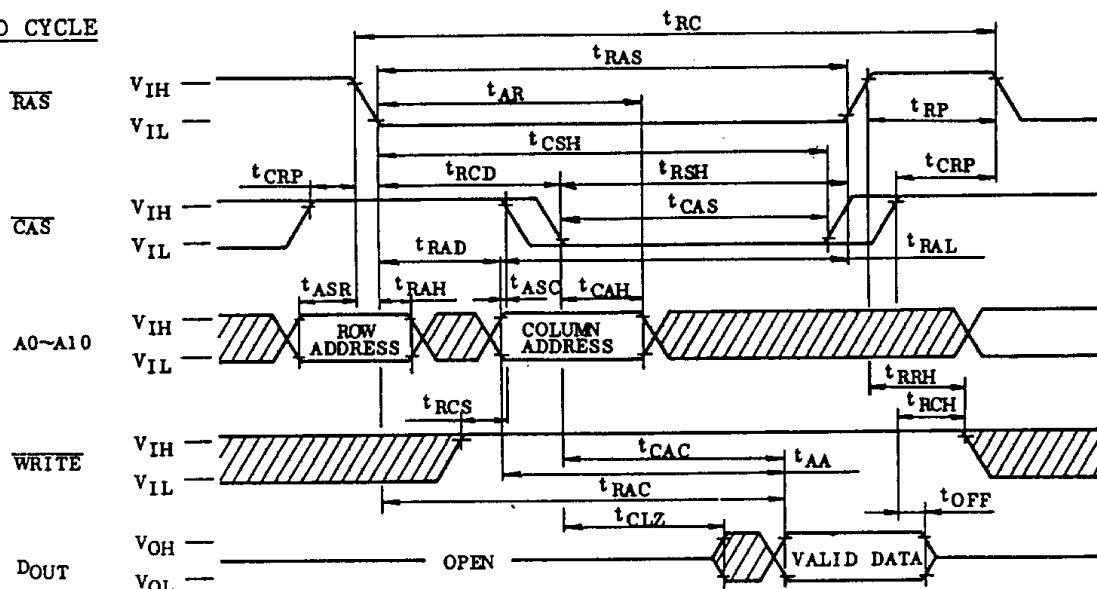 D CYCLE
tRC
tRAS
RAS
VIH
tAR
tRP
VIL
tCSH
tCRP
tRCD
tRSH
tCRP
CAS
VIH
tCAS
VIL
tRAD
tRAL
tASR
tRAH
tASC
tCAH
A0~A10
VIH
ROW
ADDRESS
COLUMN
ADDRESS
VIL
tRRH
tRCS
tRCH
WRITE
VIH
tCAC
tAA
VIL
tRAC
tOFF
tCLZ
DOUT
VOH
OPEN
VALID DATA
VOL